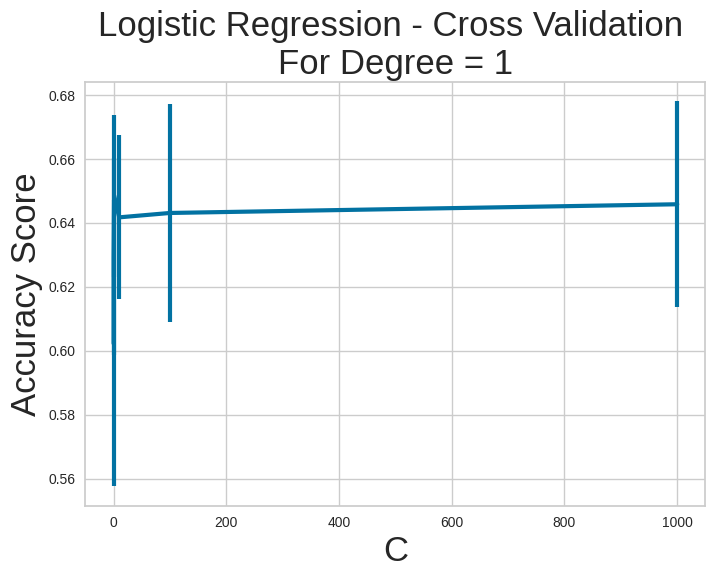 Logistic Regression - Cross Validation
For Degree = 1
Accuracy Score
0.68
0.66
0.64
0.62
0.60
0.58
0.56
0 200 400 600 800 1000
C